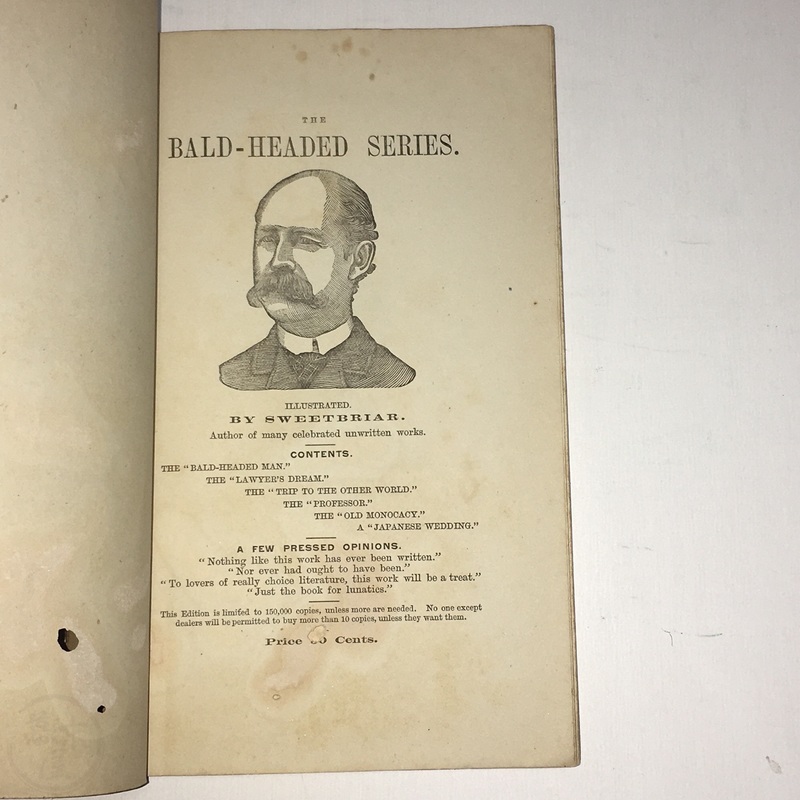 THE
BALD-HEADED SERIES.
ILLUSTRATED.
BY SWEETBRIAR.
Author of many celebrated unwritten works.
CONTENTS.
THE "BALD-HEADED MAN."
THE "LAWYER'S DREAM."
THE "TRIP TO THE OTHER WORLD."
THE "PROFESSOR."
THE "OLD MONOCACY."
A "JAPANESE WEDDING."
A FEW PRESSED OPINIONS.
"Nothing like this work has ever been written."
"Nor ever had ought to have been."
"To lovers of really choice literature, this work will be a treat."
"Just the book for lunatics."
This Edition is limited to 150,000 copies, unless more are needed. No one except
dealers will be permitted to buy more than 10 copies, unless they want them.
Price Cents.